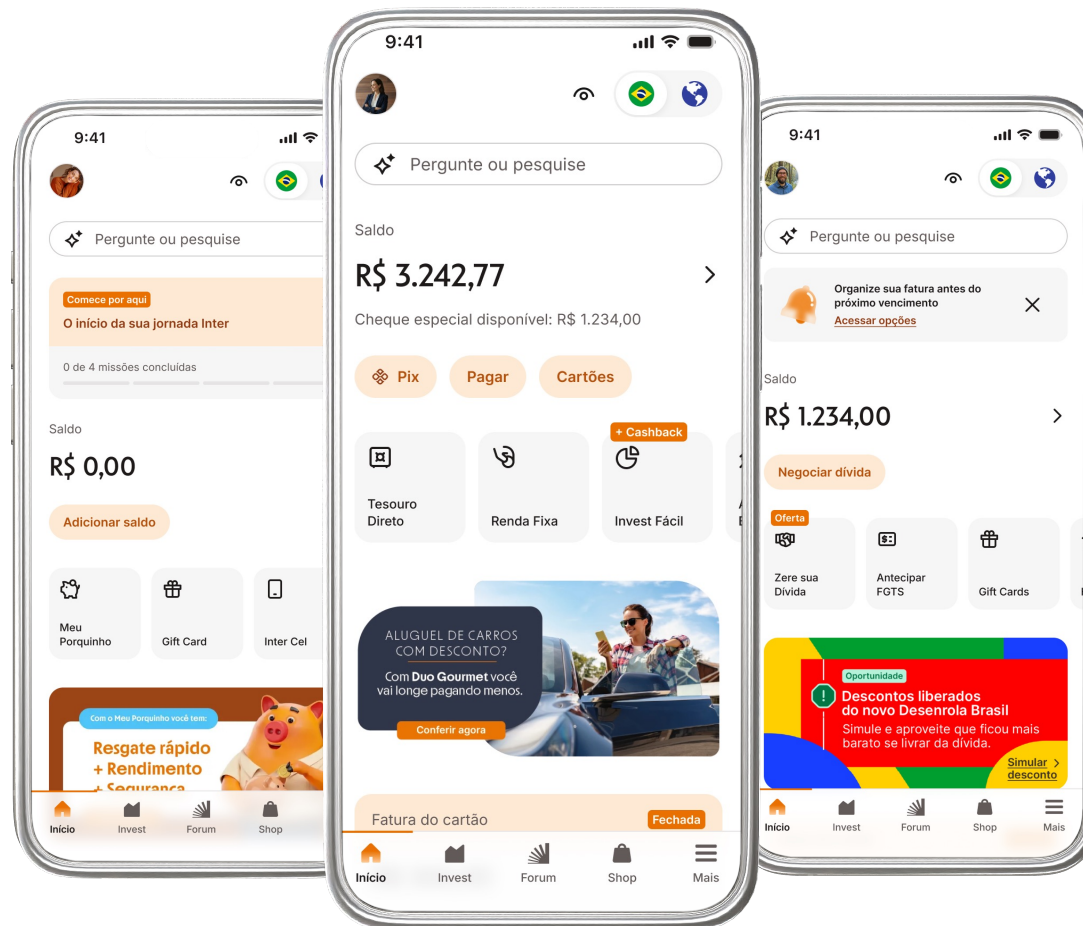 9:41
Pergunte ou pesquise
Comece por aqui
O início da sua jornada Inter
0 de 4 missões concluídas
Saldo
R$ 0,00
Adicionar saldo
Meu
Porquinho
Gift Card
Inter Cel
Com o Meu Porquinho você tem:
Resgate rápido
+ Rendimento
+ Segurança
Início
Invest
Forum
Shop
9:41
Pergunte ou pesquise
Saldo
R$ 3.242,77
Cheque especial disponível: R$ 1.234,00
Pix
Pagar
Cartões
+ Cashback
Tesouro
Direto
Renda Fixa
Invest Fácil
ALUGUEL DE CARROS
COM DESCONTO?
Com Duo Gourmet você
vai longe pagando menos.
Conferir agora
Fatura do cartão
Fechada
Início
Invest
Forum
Shop
Mais
9:41
Pergunte ou pesquise
Organize sua fatura antes do
próximo vencimento
Acessar opções
Saldo
R$ 1.234,00
Negociar dívida
Oferta
Zere sua
Dívida
Antecipar
FGTS
Gift Cards
Oportunidade
Descontos liberados
do novo Desenrola Brasil
Simule e aproveite que ficou mais
barato se livrar da dívida.
Simular
desconto
Início
Invest
Forum
Shop
Mais